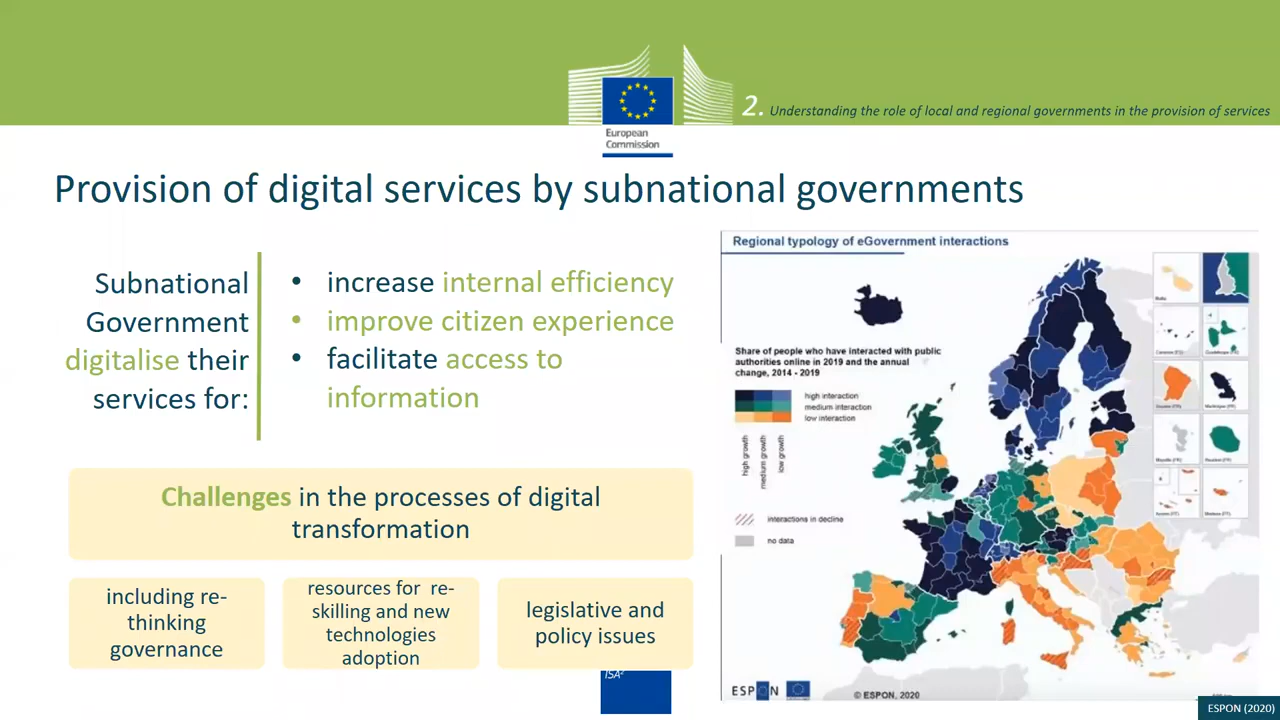 2. Understanding the role of local and regional governments in the provision of services
European
Commission
Provision of digital services by subnational governments
Subnational
Government
digitalise their
services for:
• increase internal efficiency
• improve citizen experience
• facilitate access to
information
Challenges in the processes of digital
transformation
including re-
thinking
governance
resources for re-
skilling and new
technologies
adoption
legislative and
policy issues
ISA²
Regional typology of eGovernment interactions
Share of people who have interacted with public
authorities online in 2019 and the annual
change, 2014 - 2019
high interaction
medium interaction
low interaction
high growth
medium growth
low growth
interactions in decline
no data
ESPON
© ESPON, 2020
ESPON (2020)